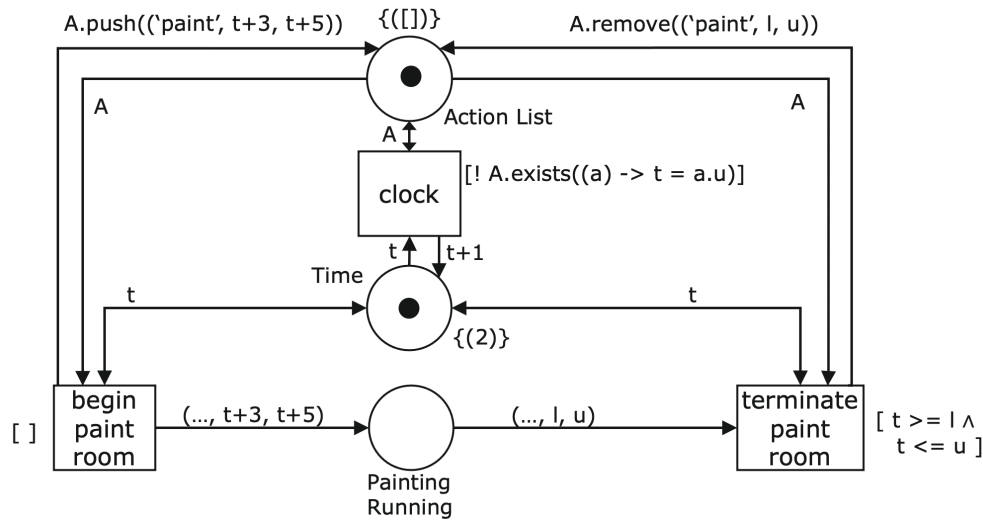 A.push((‘paint’, t+3, t+5))
{([])}
A.remove((‘paint’, l, u))
A
A
Action List
A
clock
[! A.exists((a) -> t = a.u)]
t
t+1
Time
t
t
{(2)}
begin
paint
room
[ ]
(..., t+3, t+5)
(..., l, u)
Painting
Running
terminate
paint
room
[ t >= l ∧
t <= u ]